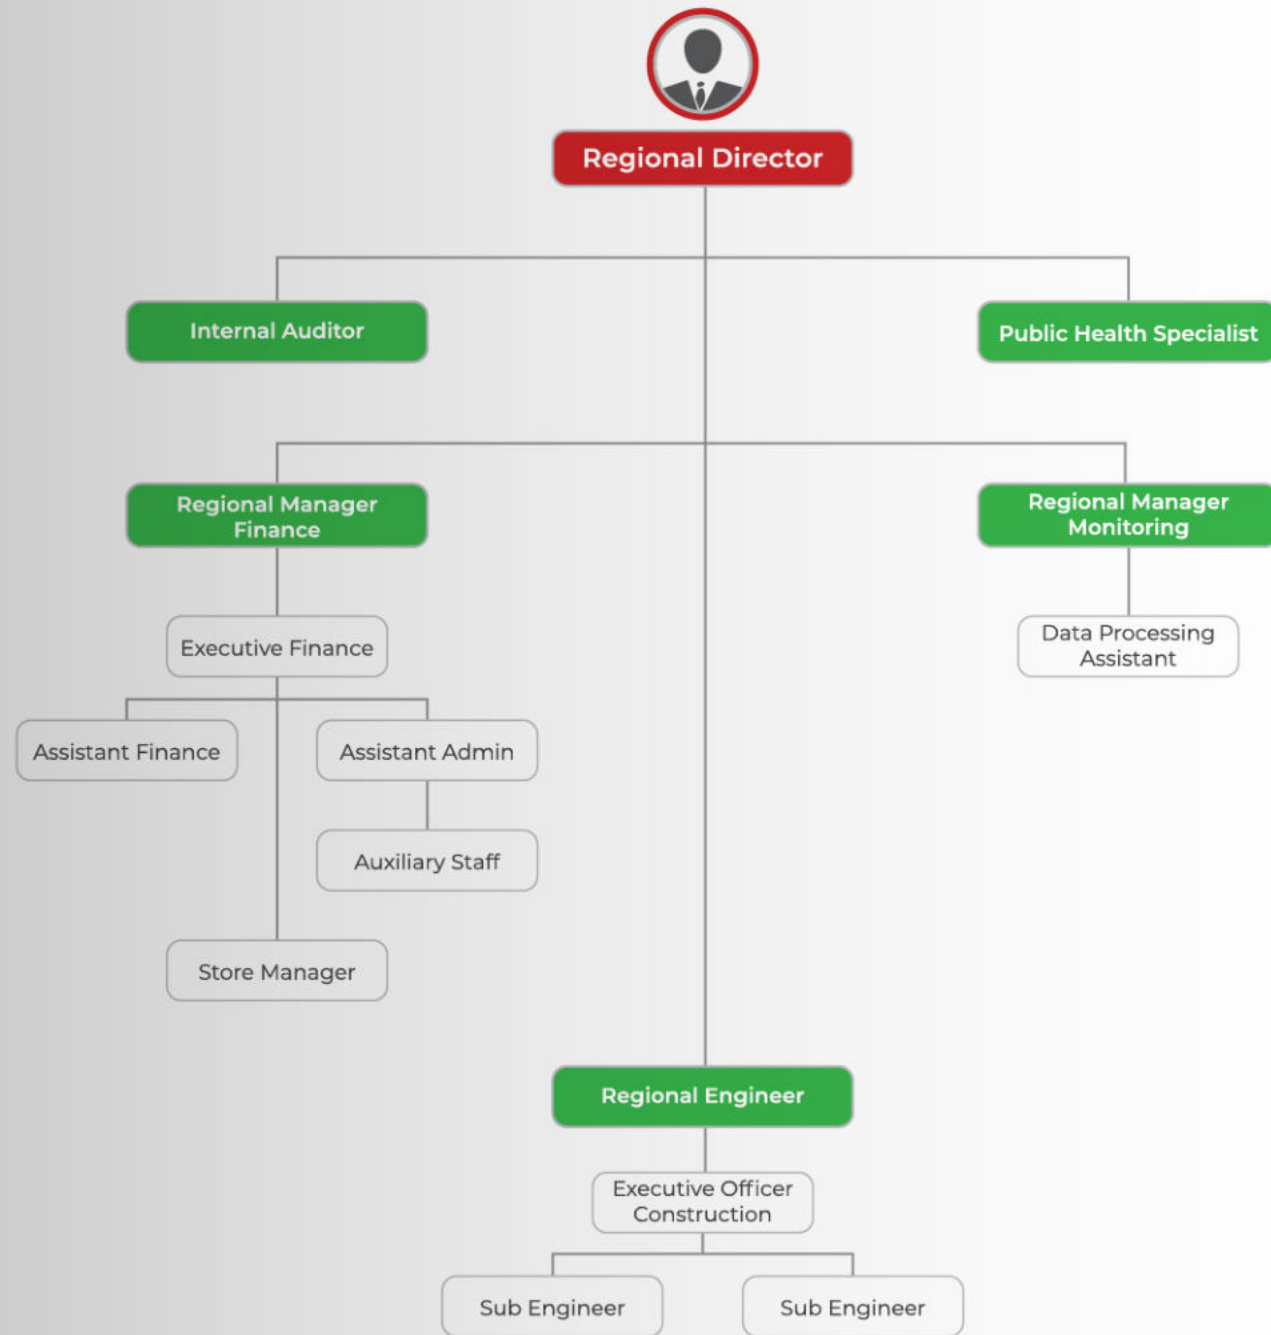 Regional Director
Internal Auditor
Public Health Specialist
Regional Manager
Finance
Regional Manager
Monitoring
Executive Finance
Data Processing
Assistant
Assistant Finance
Assistant Admin
Auxiliary Staff
Store Manager
Regional Engineer
Executive Officer
Construction
Sub Engineer
Sub Engineer